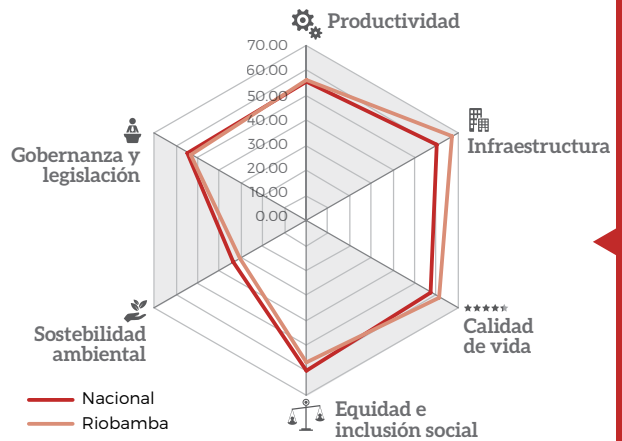 Productividad
70.00
60.00
50.00
40.00
30.00
20.00
10.00
0.00
Infraestructura
Gobernanza y
legislación
Sostebilidad
ambiental
Calidad
de vida
Equidad e
inclusión social
Nacional
Riobamba